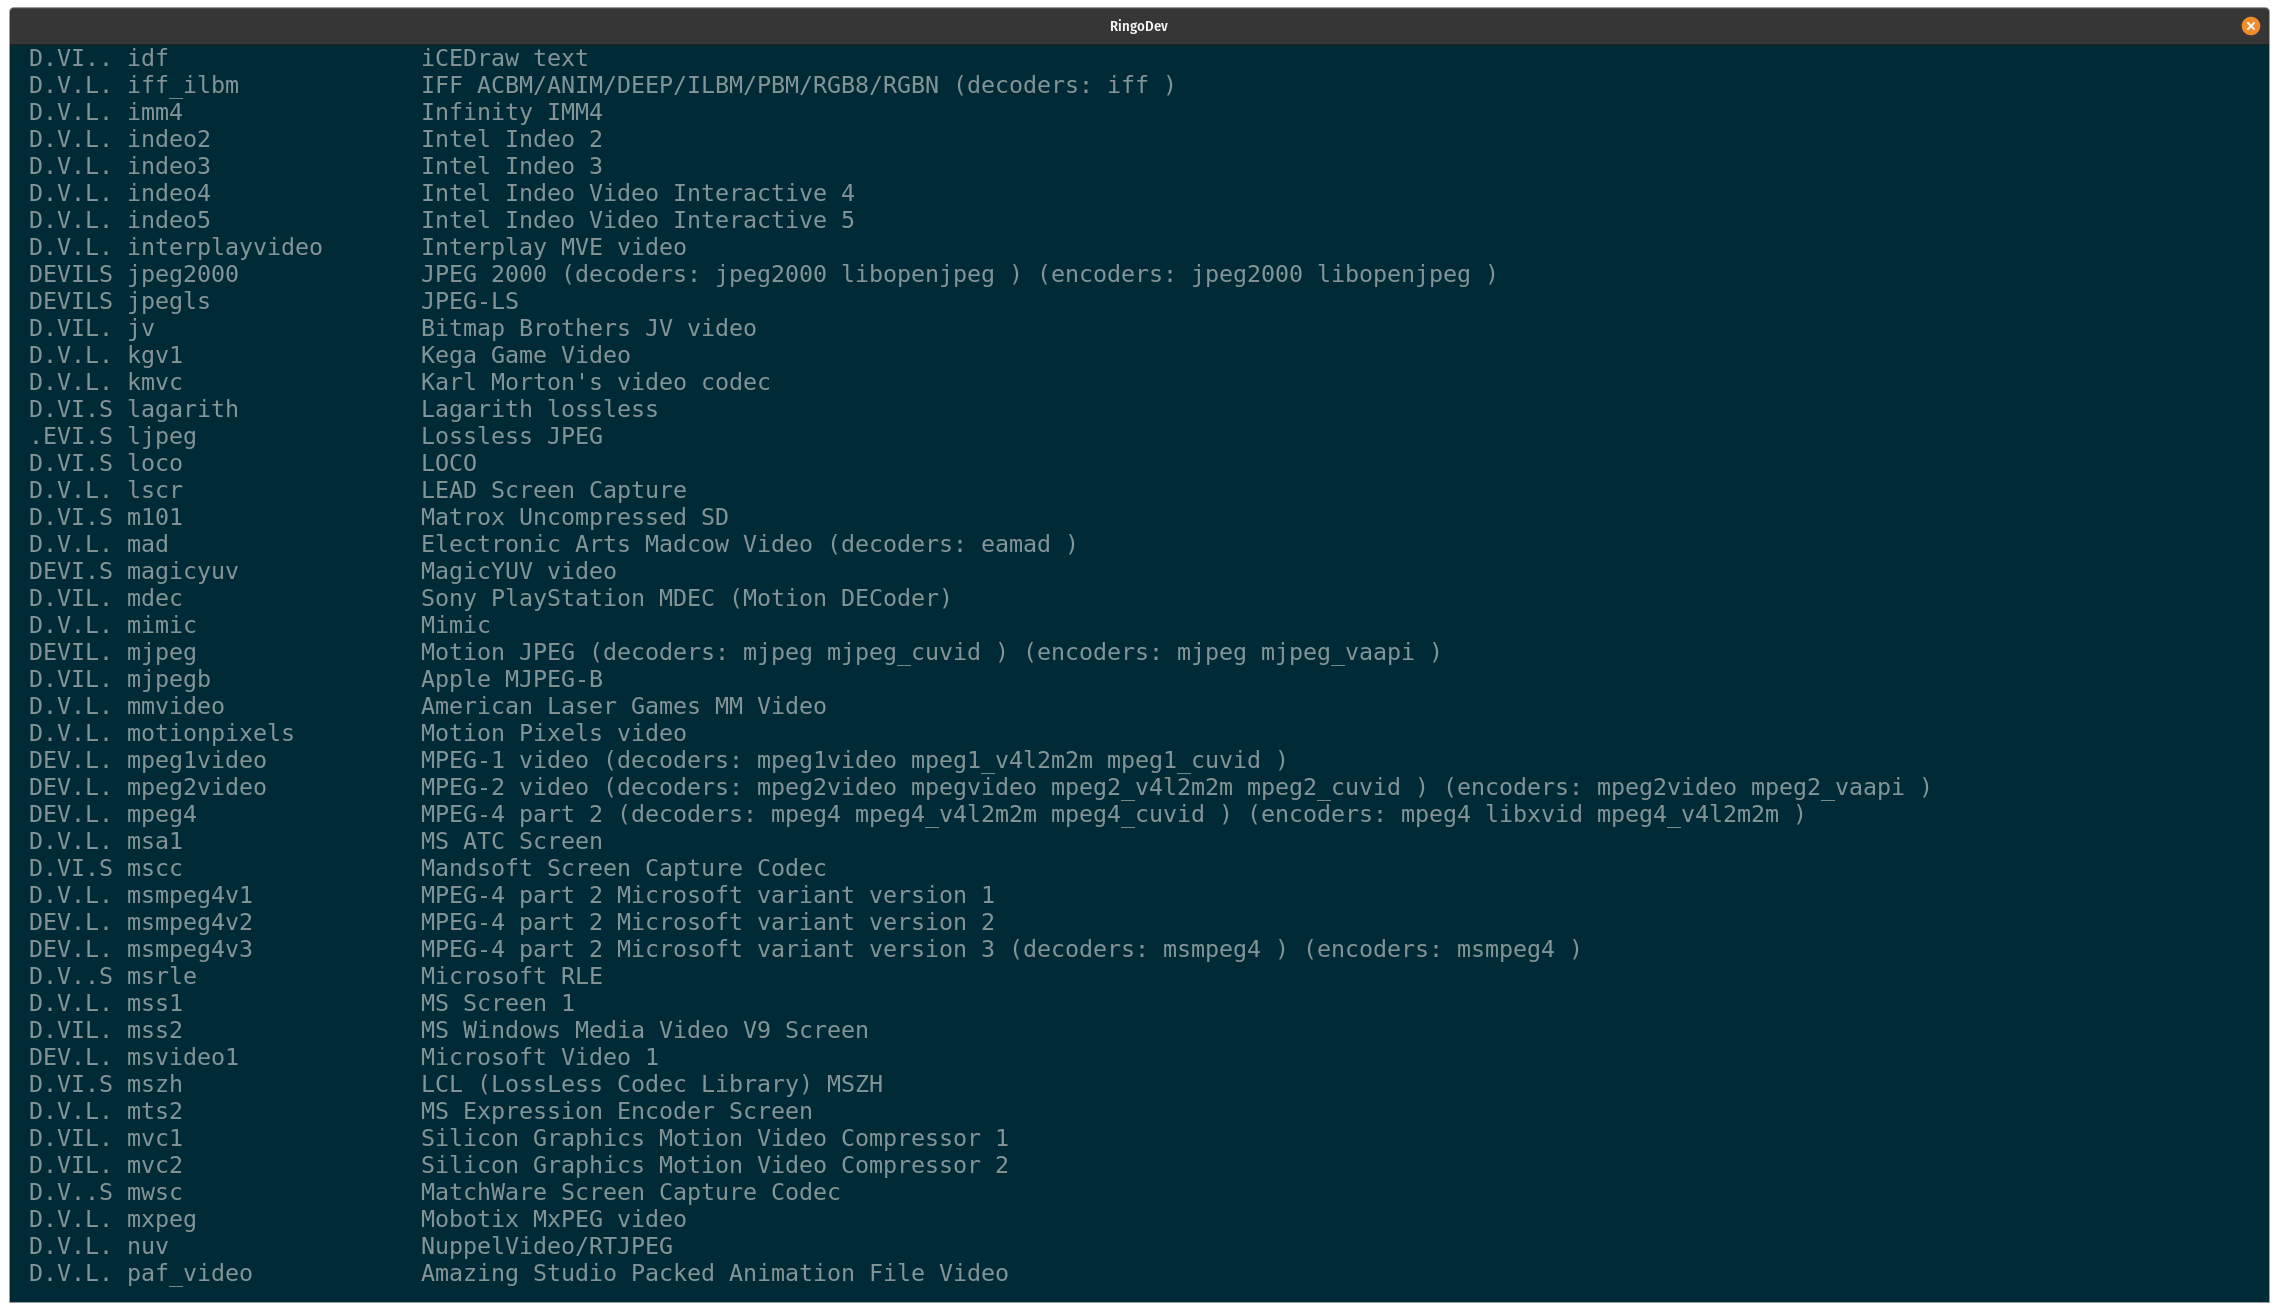 RingoDev
D.VI.. idf                  iCEDraw text
D.V.L. iff_ilbm             IFF ACBM/ANIM/DEEP/ILBM/PBM/RGB8/RGBN (decoders: iff )
D.V.L. imm4                 Infinity IMM4
D.V.L. indeo2               Intel Indeo 2
D.V.L. indeo3               Intel Indeo 3
D.V.L. indeo4               Intel Indeo Video Interactive 4
D.V.L. indeo5               Intel Indeo Video Interactive 5
D.V.L. interplayvideo       Interplay MVE video
DEVILS jpeg2000             JPEG 2000 (decoders: jpeg2000 libopenjpeg ) (encoders: jpeg2000 libopenjpeg )
DEVILS jpegls               JPEG-LS
D.VIL. jv                   Bitmap Brothers JV video
D.V.L. kgv1                 Kega Game Video
D.V.L. kmvc                 Karl Morton's video codec
D.VI.S lagarith             Lagarith lossless
.EVI.S ljpeg                Lossless JPEG
D.VI.S loco                 LOCO
D.V.L. lscr                 LEAD Screen Capture
D.VI.S m101                 Matrox Uncompressed SD
D.V.L. mad                  Electronic Arts Madcow Video (decoders: eamad )
DEVI.S magicyuv             MagicYUV video
D.VIL. mdec                 Sony PlayStation MDEC (Motion DECoder)
D.V.L. mimic                Mimic
DEVIL. mjpeg                Motion JPEG (decoders: mjpeg mjpeg_cuvid ) (encoders: mjpeg mjpeg_vaapi )
D.VIL. mjpegb               Apple MJPEG-B
D.V.L. mmvideo              American Laser Games MM Video
D.V.L. motionpixels         Motion Pixels video
DEV.L. mpeg1video           MPEG-1 video (decoders: mpeg1video mpeg1_v4l2m2m mpeg1_cuvid )
DEV.L. mpeg2video           MPEG-2 video (decoders: mpeg2video mpegvideo mpeg2_v4l2m2m mpeg2_cuvid ) (encoders: mpeg2video mpeg2_vaapi )
DEV.L. mpeg4                MPEG-4 part 2 (decoders: mpeg4 mpeg4_v4l2m2m mpeg4_cuvid ) (encoders: mpeg4 libxvid mpeg4_v4l2m2m )
D.V.L. msa1                 MS ATC Screen
D.VI.S mscc                 Mandsoft Screen Capture Codec
D.V.L. msmpeg4v1            MPEG-4 part 2 Microsoft variant version 1
DEV.L. msmpeg4v2            MPEG-4 part 2 Microsoft variant version 2
DEV.L. msmpeg4v3            MPEG-4 part 2 Microsoft variant version 3 (decoders: msmpeg4 ) (encoders: msmpeg4 )
D.V..S msrle                Microsoft RLE
D.V.L. mss1                 MS Screen 1
D.VIL. mss2                 MS Windows Media Video V9 Screen
DEV.L. msvideo1             Microsoft Video 1
D.VI.S mszh                 LCL (LossLess Codec Library) MSZH
D.V.L. mts2                 MS Expression Encoder Screen
D.VIL. mvc1                 Silicon Graphics Motion Video Compressor 1
D.VIL. mvc2                 Silicon Graphics Motion Video Compressor 2
D.V..S mwsc                 MatchWare Screen Capture Codec
D.V.L. mxpeg                Mobotix MxPEG video
D.V.L. nuv                  NuppelVideo/RTJPEG
D.V.L. paf_video            Amazing Studio Packed Animation File Video